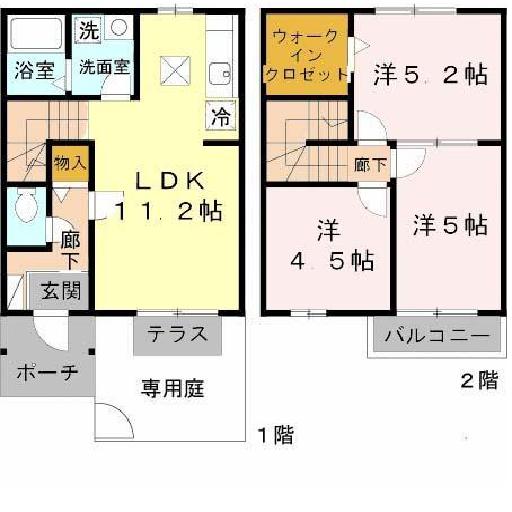 浴室
洗
洗面室
冷
物入
LDK
11.2帖
廊
下
玄関
ポーチ
テラス
専用庭
1階
ウォーク
イン
クロゼット
洋5.2帖
廊下
洋
4.5帖
洋5帖
バルコニー
2階